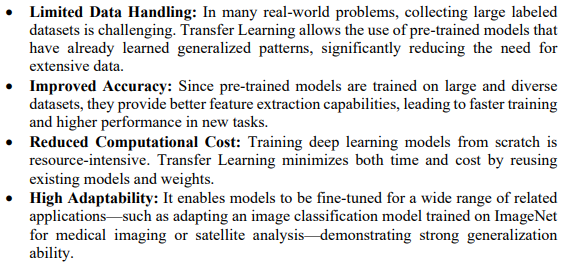 • Limited Data Handling: In many real-world problems, collecting large labeled
datasets is challenging. Transfer Learning allows the use of pre-trained models that
have already learned generalized patterns, significantly reducing the need for
extensive data.
• Improved Accuracy: Since pre-trained models are trained on large and diverse
datasets, they provide better feature extraction capabilities, leading to faster training
and higher performance in new tasks.
• Reduced Computational Cost: Training deep learning models from scratch is
resource-intensive. Transfer Learning minimizes both time and cost by reusing
existing models and weights.
• High Adaptability: It enables models to be fine-tuned for a wide range of related
applications—such as adapting an image classification model trained on ImageNet
for medical imaging or satellite analysis—demonstrating strong generalization
ability.